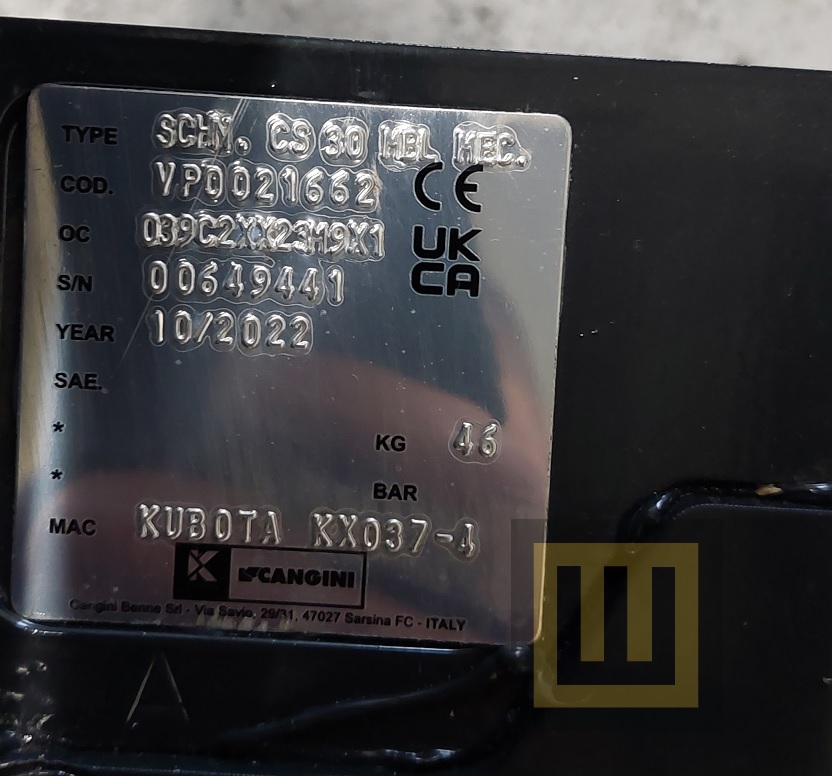 TYPE SCHM. CS 30 MBL MEC.
COD. VP0021662
CE
OC 039C2XX23M9X1
UK
CA
S/N 00649441
YEAR 10/2022
SAE.
* KG 46
* BAR
MAC KUBOTA KX037-4
CANGINI
Cangini Benne Srl - Via Savio, 29/31, 47027 Sarsina FC - ITALY
A